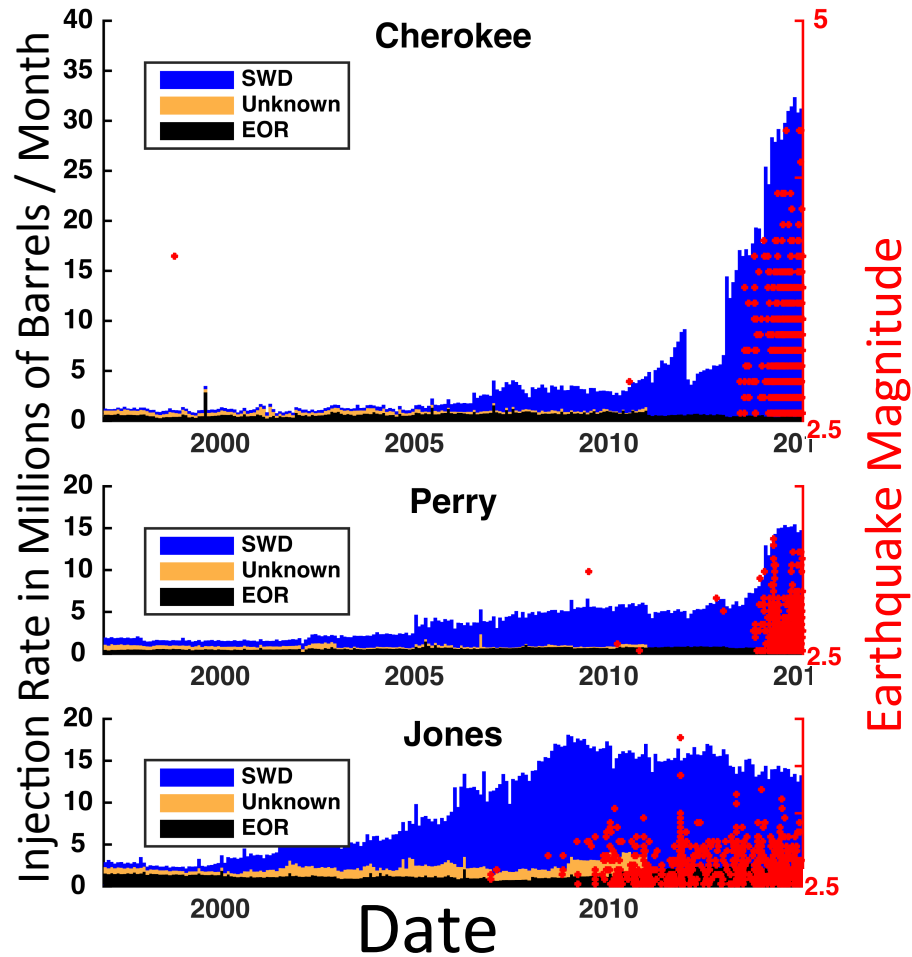 Injection Rate in Millions of Barrels / Month
Cherokee
40
35
30
25
20
15
10
5
0
SWD
Unknown
EOR
5
2.5
2000
2005
2010
201
Perry
20
15
10
5
0
SWD
Unknown
EOR
2.5
2000
2005
2010
201
Jones
20
15
10
5
0
SWD
Unknown
EOR
2.5
2000
2010
Date
Earthquake Magnitude